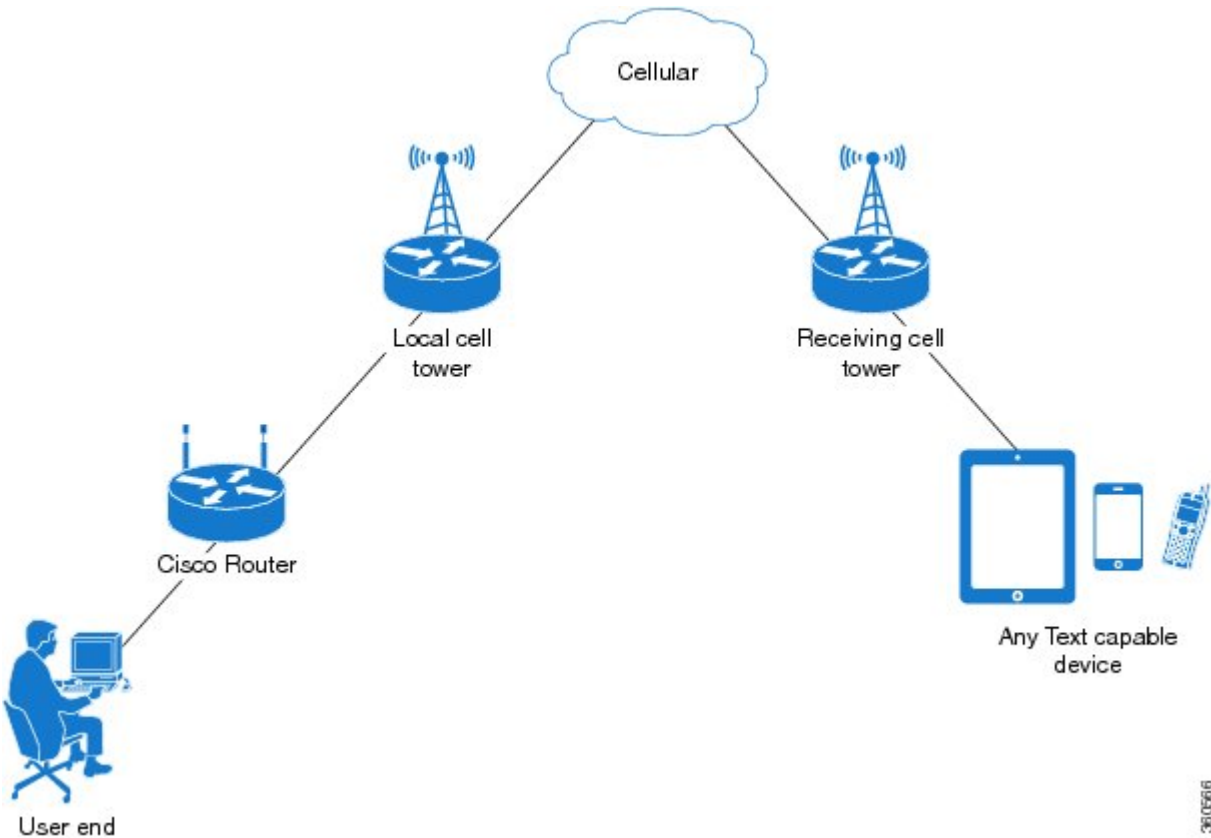 Cellular
Local cell
tower
Receiving cell
tower
Cisco Router
Any Text capable
device
User end
360566